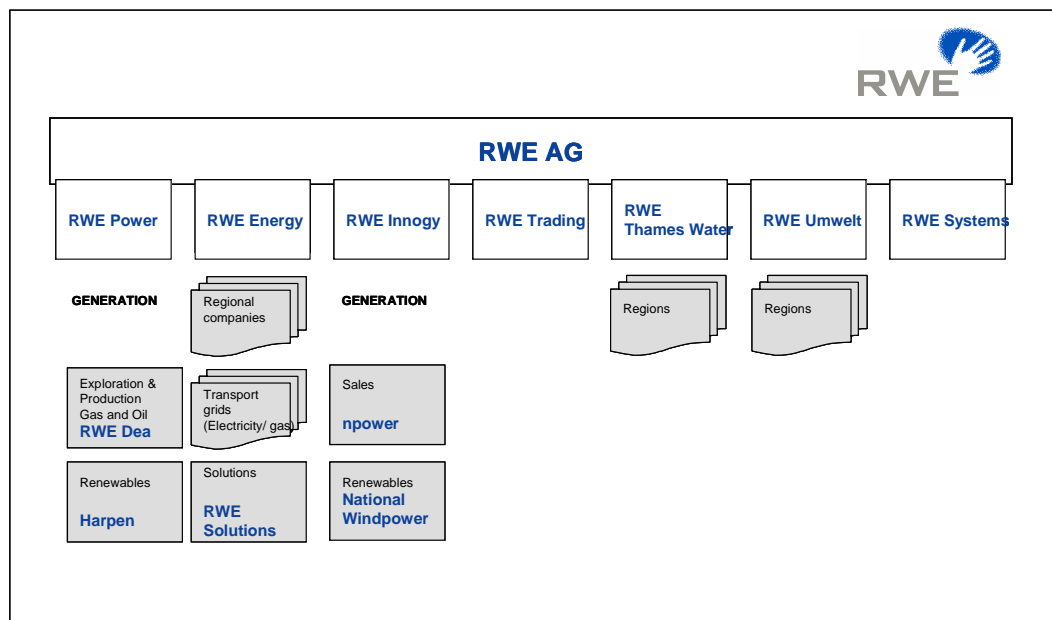 RWE
RWE AG
RWE Power
RWE Energy
RWE Innogy
RWE Trading
RWE
Thames Water
RWE Umwelt
RWE Systems
GENERATION
Regional
companies
GENERATION
Regions
Regions
Exploration &
Production
Gas and Oil
RWE Dea
Transport
grids
(Electricity/ gas)
Sales
npower
Renewables
Harpen
Solutions
RWE
Solutions
Renewables
National
Windpower